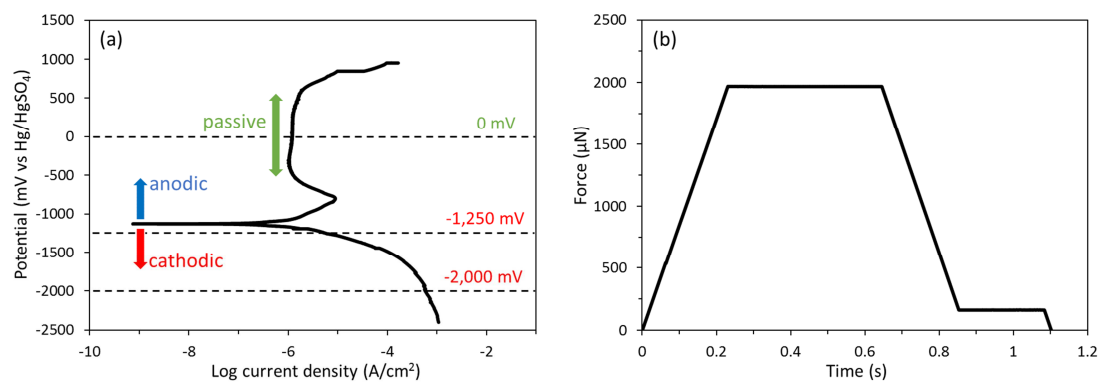 (a)
Potential (mV vs Hg/HgSO₄)
1500
1000
500
0
-500
-1000
-1500
-2000
-2500
passive
0 mV
anodic
-1,250 mV
cathodic
-2,000 mV
-10
-8
-6
-4
-2
Log current density (A/cm²)
(b)
Force (µN)
2500
2000
1500
1000
500
0
0
0.2
0.4
0.6
0.8
1
1.2
Time (s)